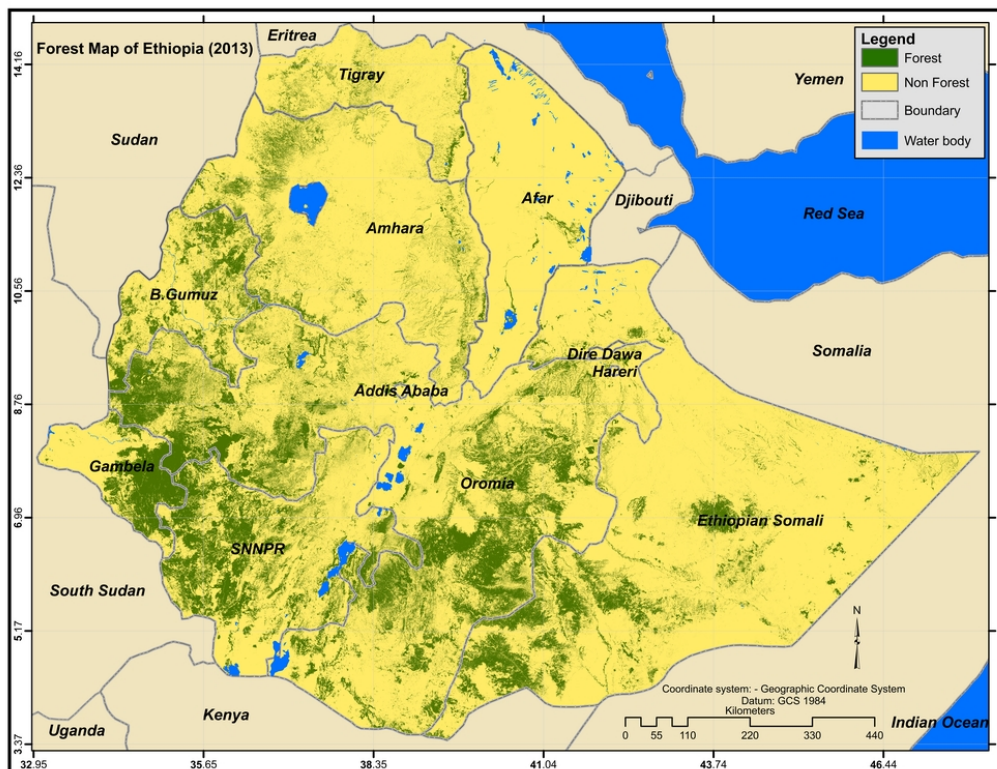 Forest Map of Ethiopia (2013)
Eritrea
Legend
Forest
Non Forest
Boundary
Water body
Tigray
Yemen
Sudan
Afar
Djibouti
Red Sea
Amhara
B.Gumuz
Dire Dawa
Hareri
Somalia
Addis Ababa
Gambela
Oromia
Ethiopian Somali
SNNPR
South Sudan
N
Coordinate system: - Geographic Coordinate System
Datum: GCS 1984
Kilometers
0 55 110 220 330 440
Kenya
Uganda
Indian Ocean
14.16
12.36
10.56
8.76
6.96
5.17
3.37
32.95 35.65 38.35 41.04 43.74 46.44